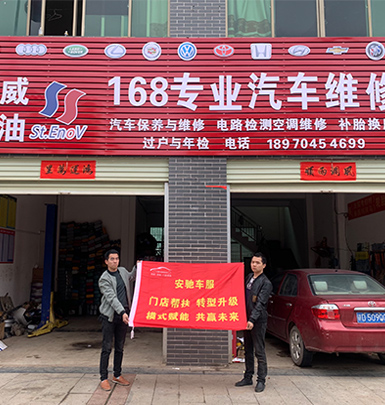 威
油
St.EnoV
168专业汽车维修
汽车保养与维修 电路检测空调维修 补胎换
过户与年检 电话 18970454699
安驰车服
门店帮扶 转型升级
模式赋能 共赢未来